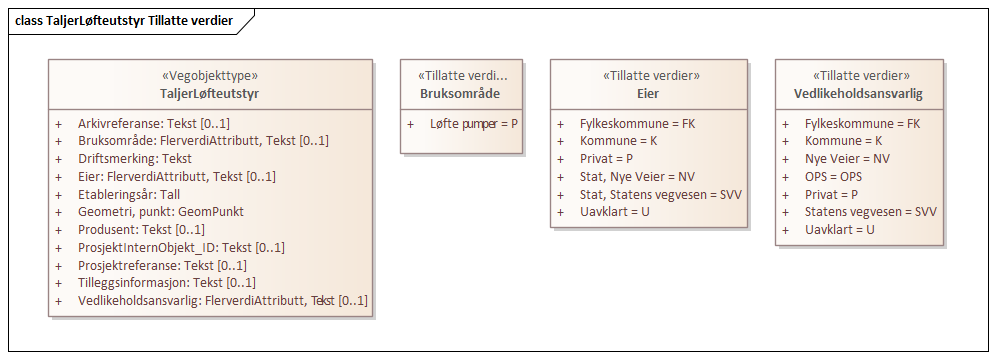 class TaljerLøfteutstyr Tillatte verdier
«Vegobjekttype»
TaljerLøfteutstyr
+ Arkivreferanse: Tekst [0..1]
+ Bruksområde: FlerverdiAttributt, Tekst [0..1]
+ Driftsmerking: Tekst
+ Eier: FlerverdiAttributt, Tekst [0..1]
+ Etableringsår: Tall
+ Geometri, punkt: GeomPunkt
+ Produsent: Tekst [0..1]
+ ProsjektInternObjekt_ID: Tekst [0..1]
+ Prosjektreferanse: Tekst [0..1]
+ Tilleggsinformasjon: Tekst [0..1]
+ Vedlikeholdsansvarlig: FlerverdiAttributt, Tekst [0..1]
«Tillatte verdi...
Bruksområde
+ Løfte pumper = P
«Tillatte verdier»
Eier
+ Fylkeskommune = FK
+ Kommune = K
+ Privat = P
+ Stat, Nye Veier = NV
+ Stat, Statens vegvesen = SVV
+ Uavklart = U
«Tillatte verdier»
Vedlikeholdsansvarlig
+ Fylkeskommune = FK
+ Kommune = K
+ Nye Veier = NV
+ OPS = OPS
+ Privat = P
+ Statens vegvesen = SVV
+ Uavklart = U